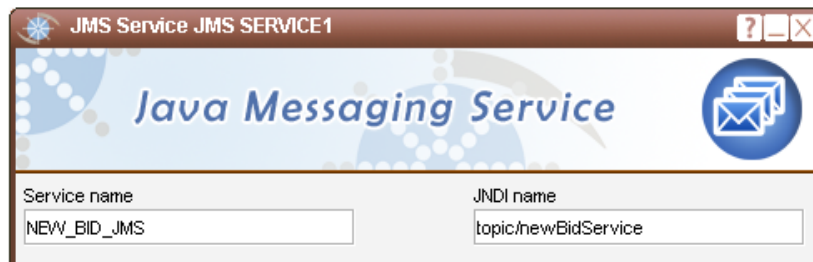 JMS Service JMS SERVICE1
?
Java Messaging Service
Service name
JNDI name
NEW_BID_JMS
topic/newBidService